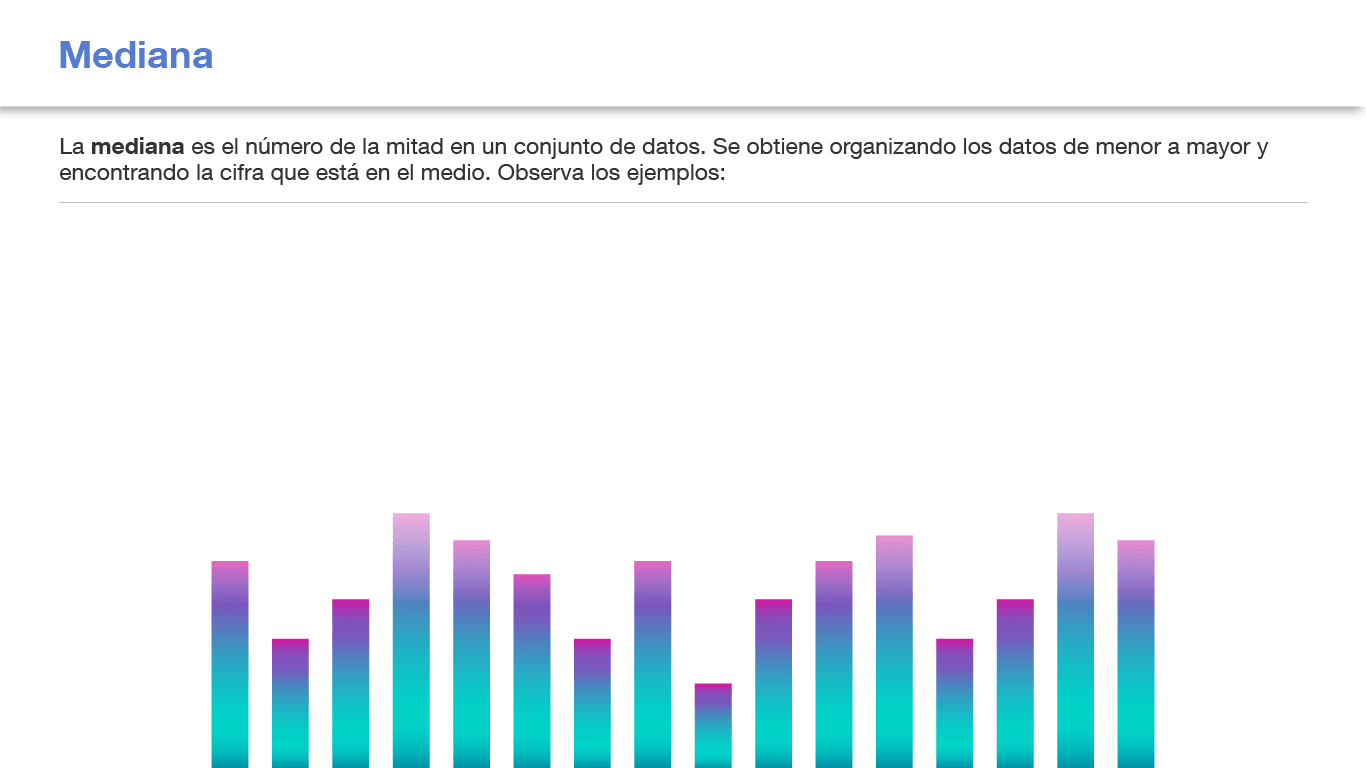 Mediana
La mediana es el número de la mitad en un conjunto de datos. Se obtiene organizando los datos de menor a mayor y
encontrando la cifra que está en el medio. Observa los ejemplos: